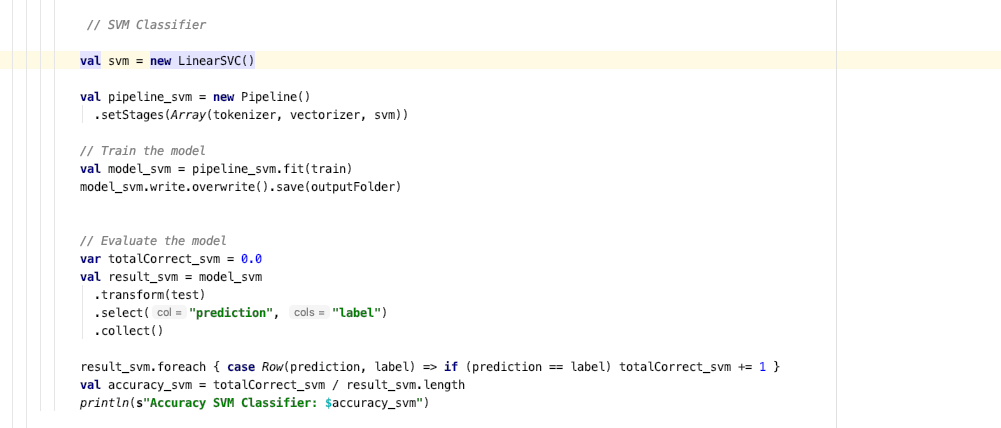 // SVM Classifier
val svm = new LinearSVC()
val pipeline_svm = new Pipeline()
.setStages(Array(tokenizer, vectorizer, svm))
// Train the model
val model_svm = pipeline_svm.fit(train)
model_svm.write.overwrite().save(outputFolder)
// Evaluate the model
var totalCorrect_svm = 0.0
val result_svm = model_svm
.transform(test)
.select( col = "prediction", cols = "label")
.collect()
result_svm.foreach { case Row(prediction, label) => if (prediction == label) totalCorrect_svm += 1 }
val accuracy_svm = totalCorrect_svm / result_svm.length
println(s"Accuracy SVM Classifier: $accuracy_svm")